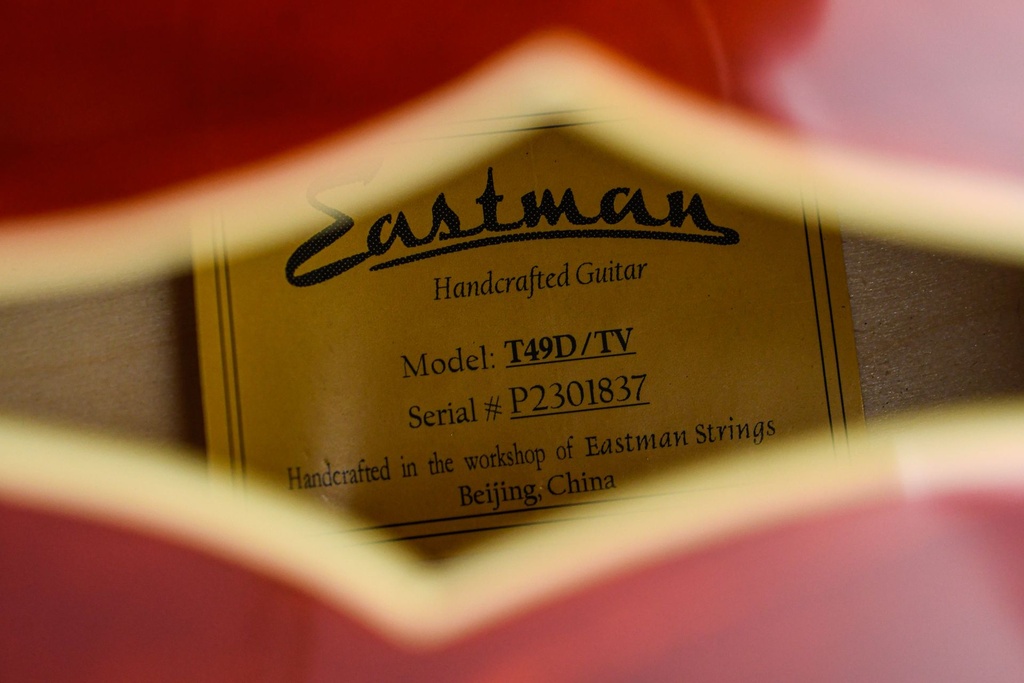 Eastman
Handcrafted Guitar
Model: T49D/TV
Serial # P2301837
Handcrafted in the workshop of Eastman Strings
Beijing, China